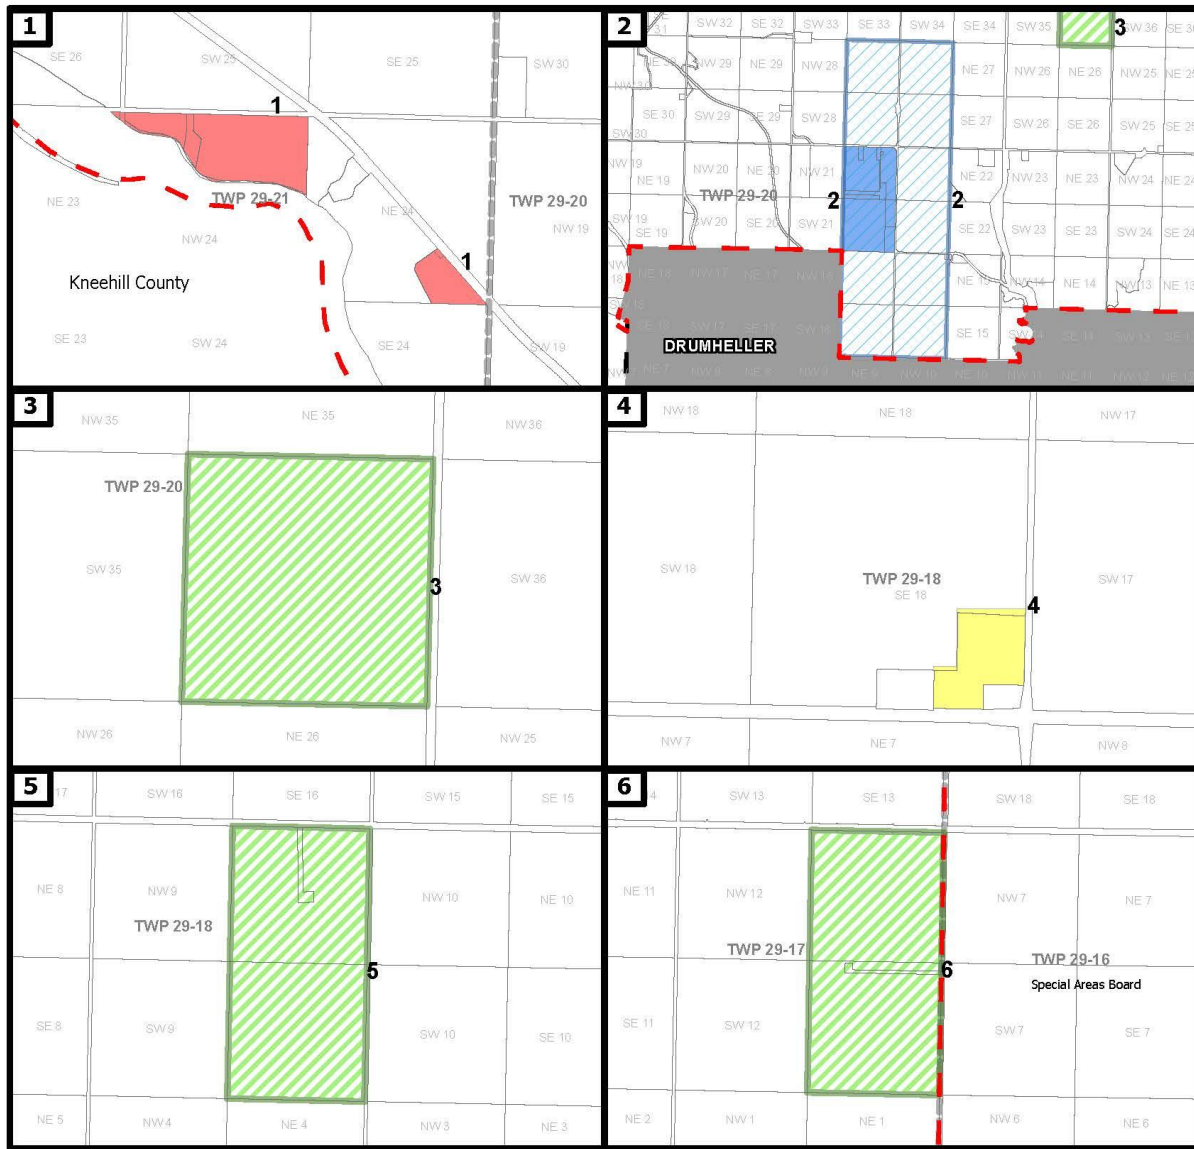 1
SE 26
SW 25
SE 25
SW 30
1
TWP 29-21
TWP 29-20
NE 23
NE 24
NW 19
NW 24
1
Kneehill County
SE 23
SW 24
SE 24
SW 19
2
SW 32
SE 32
SW 33
SE 33
SW 34
SE 34
SW 35
3
SW 36
NW 29
NE 29
NW 28
NE 27
NE 26
NW 25
SE 30
SW 29
SE 29
SW 28
SE 27
SW 26
SE 26
SW 25
SE 25
SW 30
NW 19
NE 19
NW 20
NE 20
NW 21
NE 22
NW 23
NE 23
NW 24
TWP 29-20
2
2
SW 19
SE 19
SW 20
SE 20
SW 21
SE 22
SW 23
SE 23
SW 24
SE 24
NE 18
NW 17
NE 17
NW 16
NE 15
NW 14
NE 14
NW 13
NE 13
SE 18
SW 17
SE 17
SW 16
SE 15
SW 14
SE 14
SW 13
DRUMHELLER
NE 7
NW 8
NE 8
NW 9
NE 9
NW 10
NE 10
NW 11
NE 11
NW 12
NE 12
3
NW 35
NE 35
NW 36
TWP 29-20
SW 35
3
SW 36
NW 26
NE 26
NW 25
4
NW 18
NE 18
NW 17
SW 18
TWP 29-18
SE 18
SW 17
4
NW 7
NE 7
NW 8
5
17
SW 16
SE 16
SW 15
SE 15
NE 8
NW 9
NW 10
NE 10
TWP 29-18
5
SE 8
SW 9
SW 10
SE 10
NE 5
NW 4
NE 4
NW 3
NE 3
6
14
SW 13
SE 13
SW 18
SE 18
NE 11
NW 12
NW 7
NE 7
TWP 29-17
6
TWP 29-16
Special Areas Board
SE 11
SW 12
SW 7
SE 7
NE 2
NW 1
NE 1
NW 6
NE 6